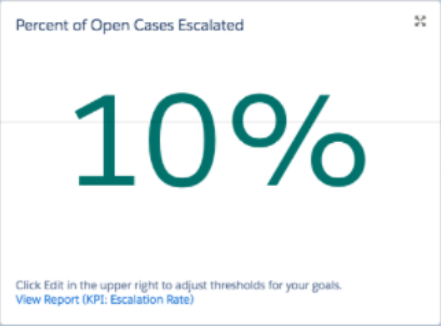 Percent of Open Cases Escalated
10%
Click Edit in the upper right to adjust thresholds for your goals.
View Report (KPI: Escalation Rate)